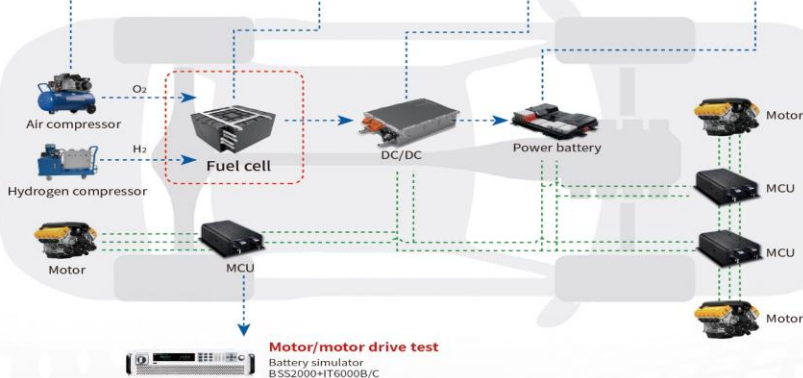 O₂
Air compressor
H₂
Hydrogen compressor
Fuel cell
DC/DC
Power battery
Motor
MCU
MCU
Motor
Motor
MCU
Motor/motor drive test
Battery simulator
BSS2000+IT6000B/C